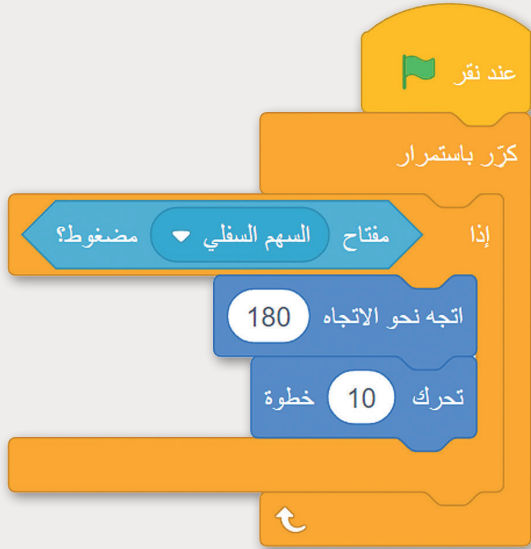 عند نقر
كرّر باستمرار
إذا مفتاح السهم السفلي مضغوط؟
اتجه نحو الاتجاه 180
تحرك 10 خطوة